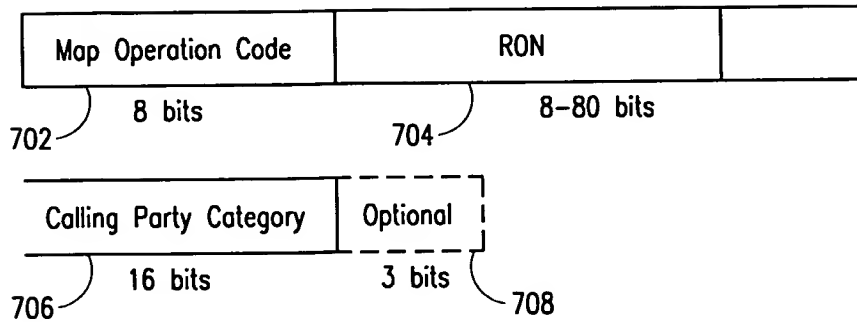 Map Operation Code RON
8 bits 8-80 bits
702 704
Calling Party Category Optional
16 bits 3 bits
706 708